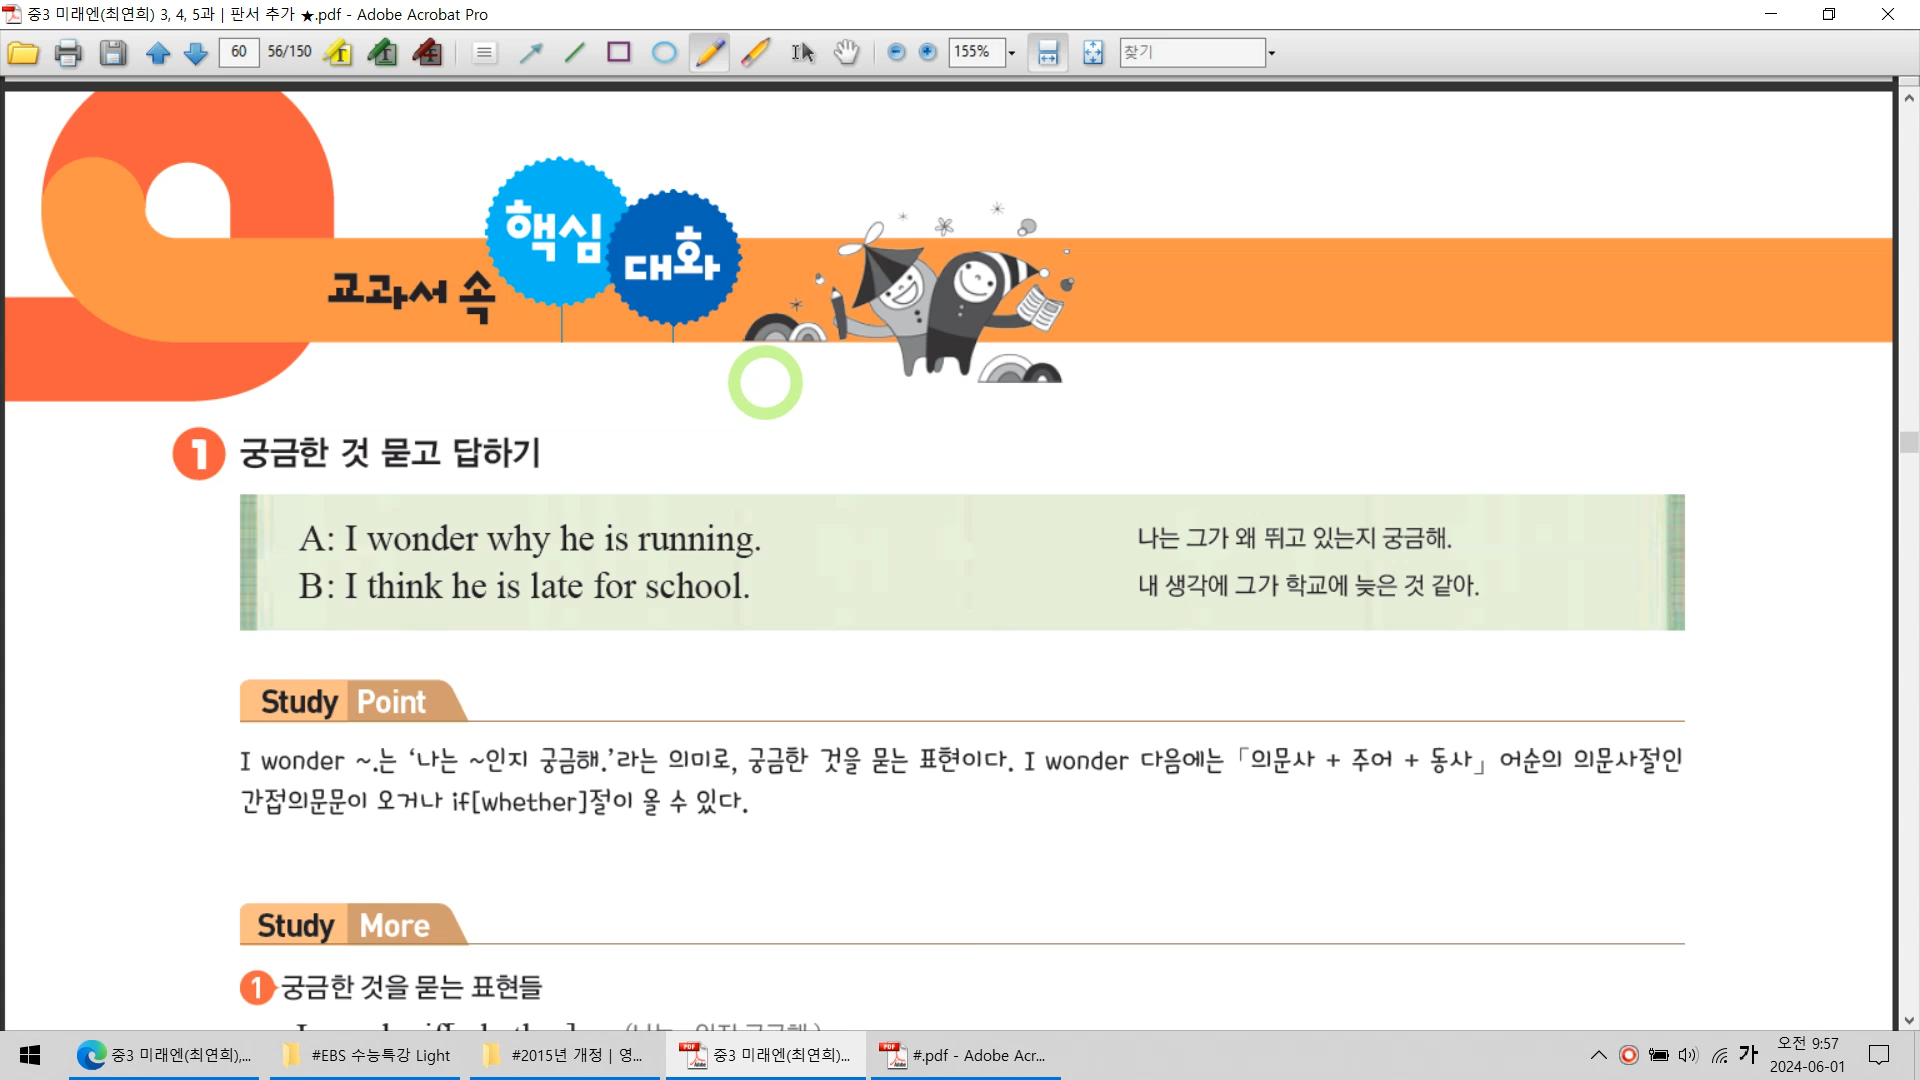 중3 미래엔(최연희) 3, 4, 5과 | 판서 추가 ★.pdf - Adobe Acrobat Pro
60 56/150 155% 찾기
교과서 속 핵심 대화
1 궁금한 것 묻고 답하기
A: I wonder why he is running. 나는 그가 왜 뛰고 있는지 궁금해.
B: I think he is late for school. 내 생각에 그가 학교에 늦은 것 같아.
Study Point
I wonder ~.는 ‘나는 ~인지 궁금해.’라는 의미로, 궁금한 것을 묻는 표현이다. I wonder 다음에는 「의문사 + 주어 + 동사」 어순의 의문사절인
간접의문문이 오거나 if[whether]절이 올 수 있다.
Study More
1 궁금한 것을 묻는 표현들
중3 미래엔(최연희),... #EBS 수능특강 Light #2015년 개정 | 영... 중3 미래엔(최연희)... #.pdf - Adobe Acr... 가 오전 9:57
2024-06-01